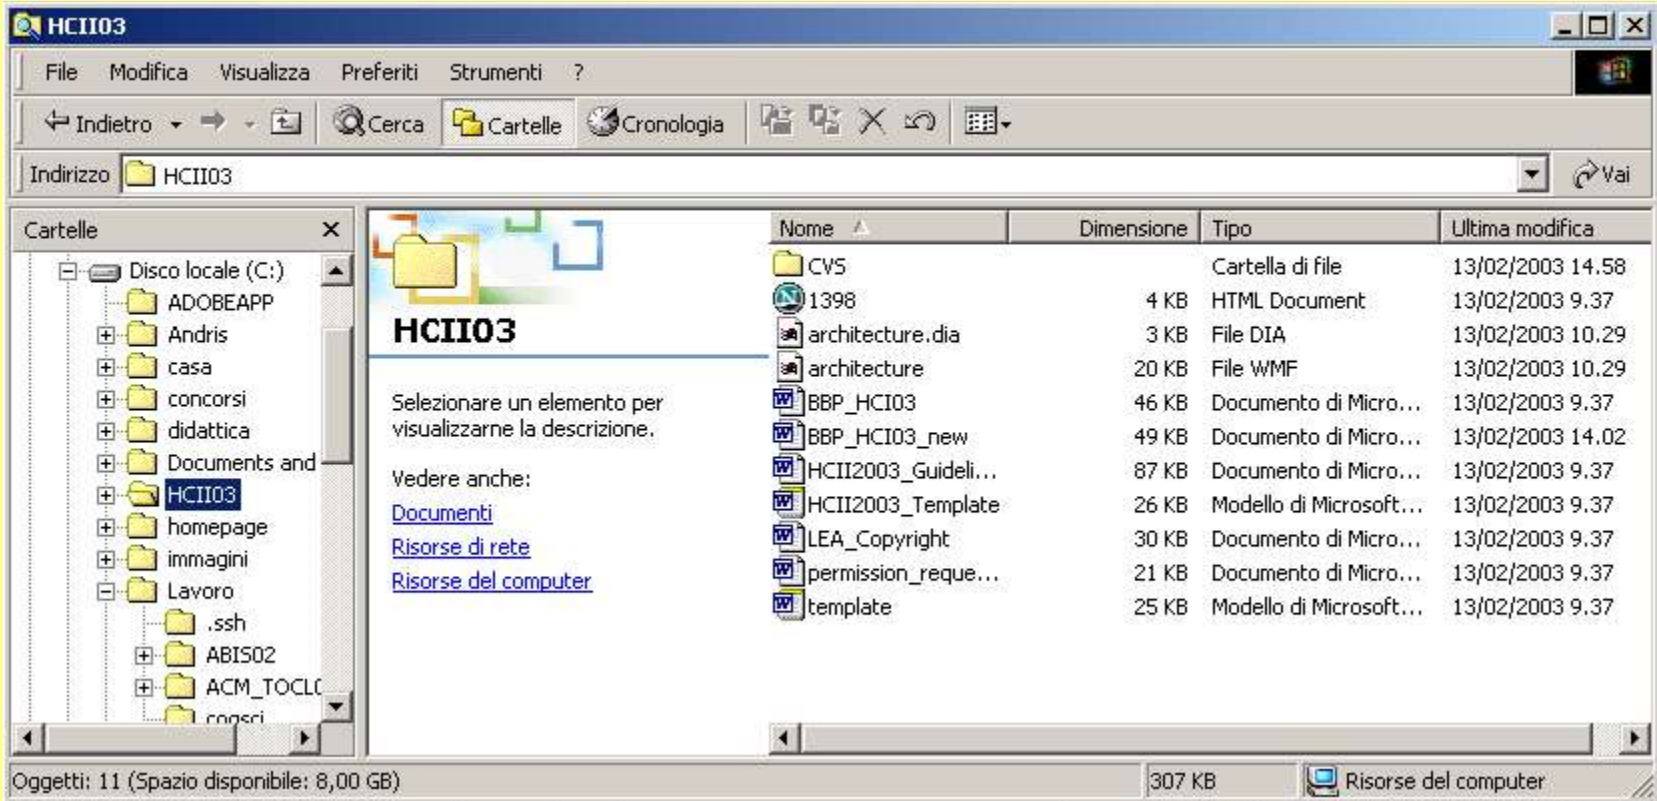 HCII03
File Modifica Visualizza Preferiti Strumenti ?
Indietro Cerca Cartelle Cronologia
Indirizzo HCII03 Vai
Cartelle
Disco locale (C:)
ADOBEAPP
Andris
casa
concorsi
didattica
Documents and
HCII03
homepage
immagini
Lavoro
.ssh
ABIS02
ACM_TOCL
cogsci
HCII03
Selezionare un elemento per
visualizzarne la descrizione.
Vedere anche:
Documenti
Risorse di rete
Risorse del computer
Nome Dimensione Tipo Ultima modifica
CVS Cartella di file 13/02/2003 14.58
1398 4 KB HTML Document 13/02/2003 9.37
architecture.dia 3 KB File DIA 13/02/2003 10.29
architecture 20 KB File WMF 13/02/2003 10.29
BBP_HCI03 46 KB Documento di Micro... 13/02/2003 9.37
BBP_HCI03_new 49 KB Documento di Micro... 13/02/2003 14.02
HCII2003_Guideli... 87 KB Documento di Micro... 13/02/2003 9.37
HCII2003_Template 26 KB Modello di Microsoft... 13/02/2003 9.37
LEA_Copyright 30 KB Documento di Micro... 13/02/2003 9.37
permission_reque... 21 KB Documento di Micro... 13/02/2003 9.37
template 25 KB Modello di Microsoft... 13/02/2003 9.37
Oggetti: 11 (Spazio disponibile: 8,00 GB) 307 KB Risorse del computer